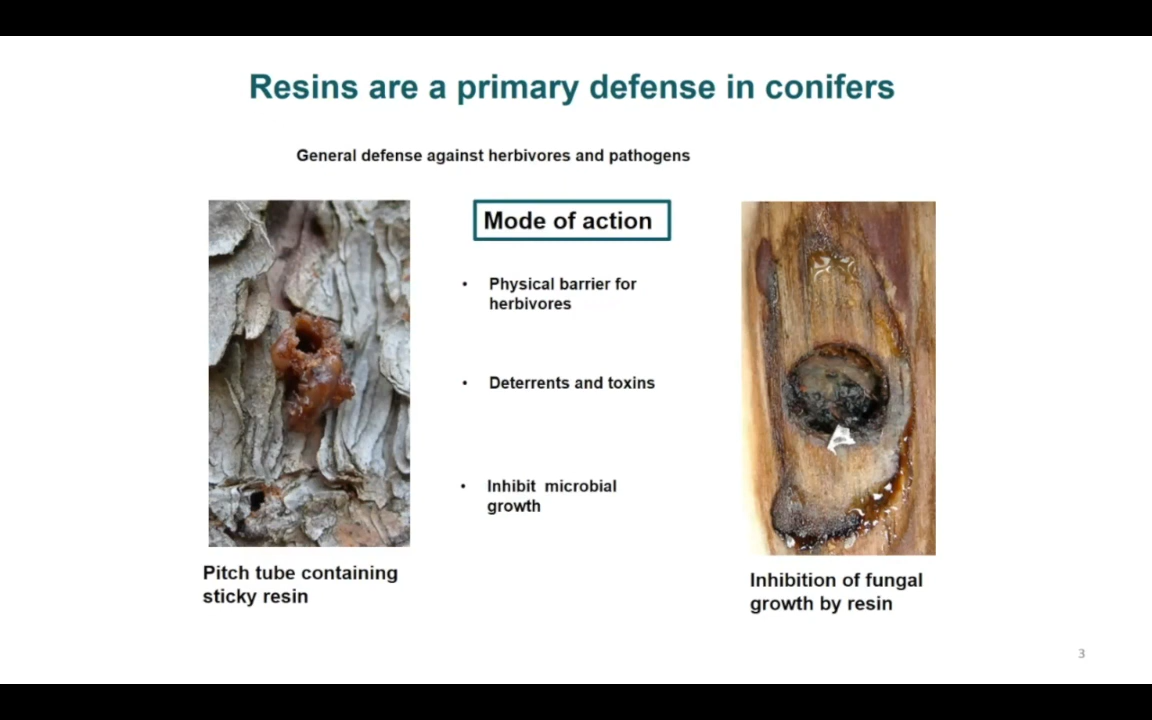 Resins are a primary defense in conifers
General defense against herbivores and pathogens
Mode of action
• Physical barrier for
herbivores
• Deterrents and toxins
• Inhibit microbial
growth
Pitch tube containing
sticky resin
Inhibition of fungal
growth by resin
3